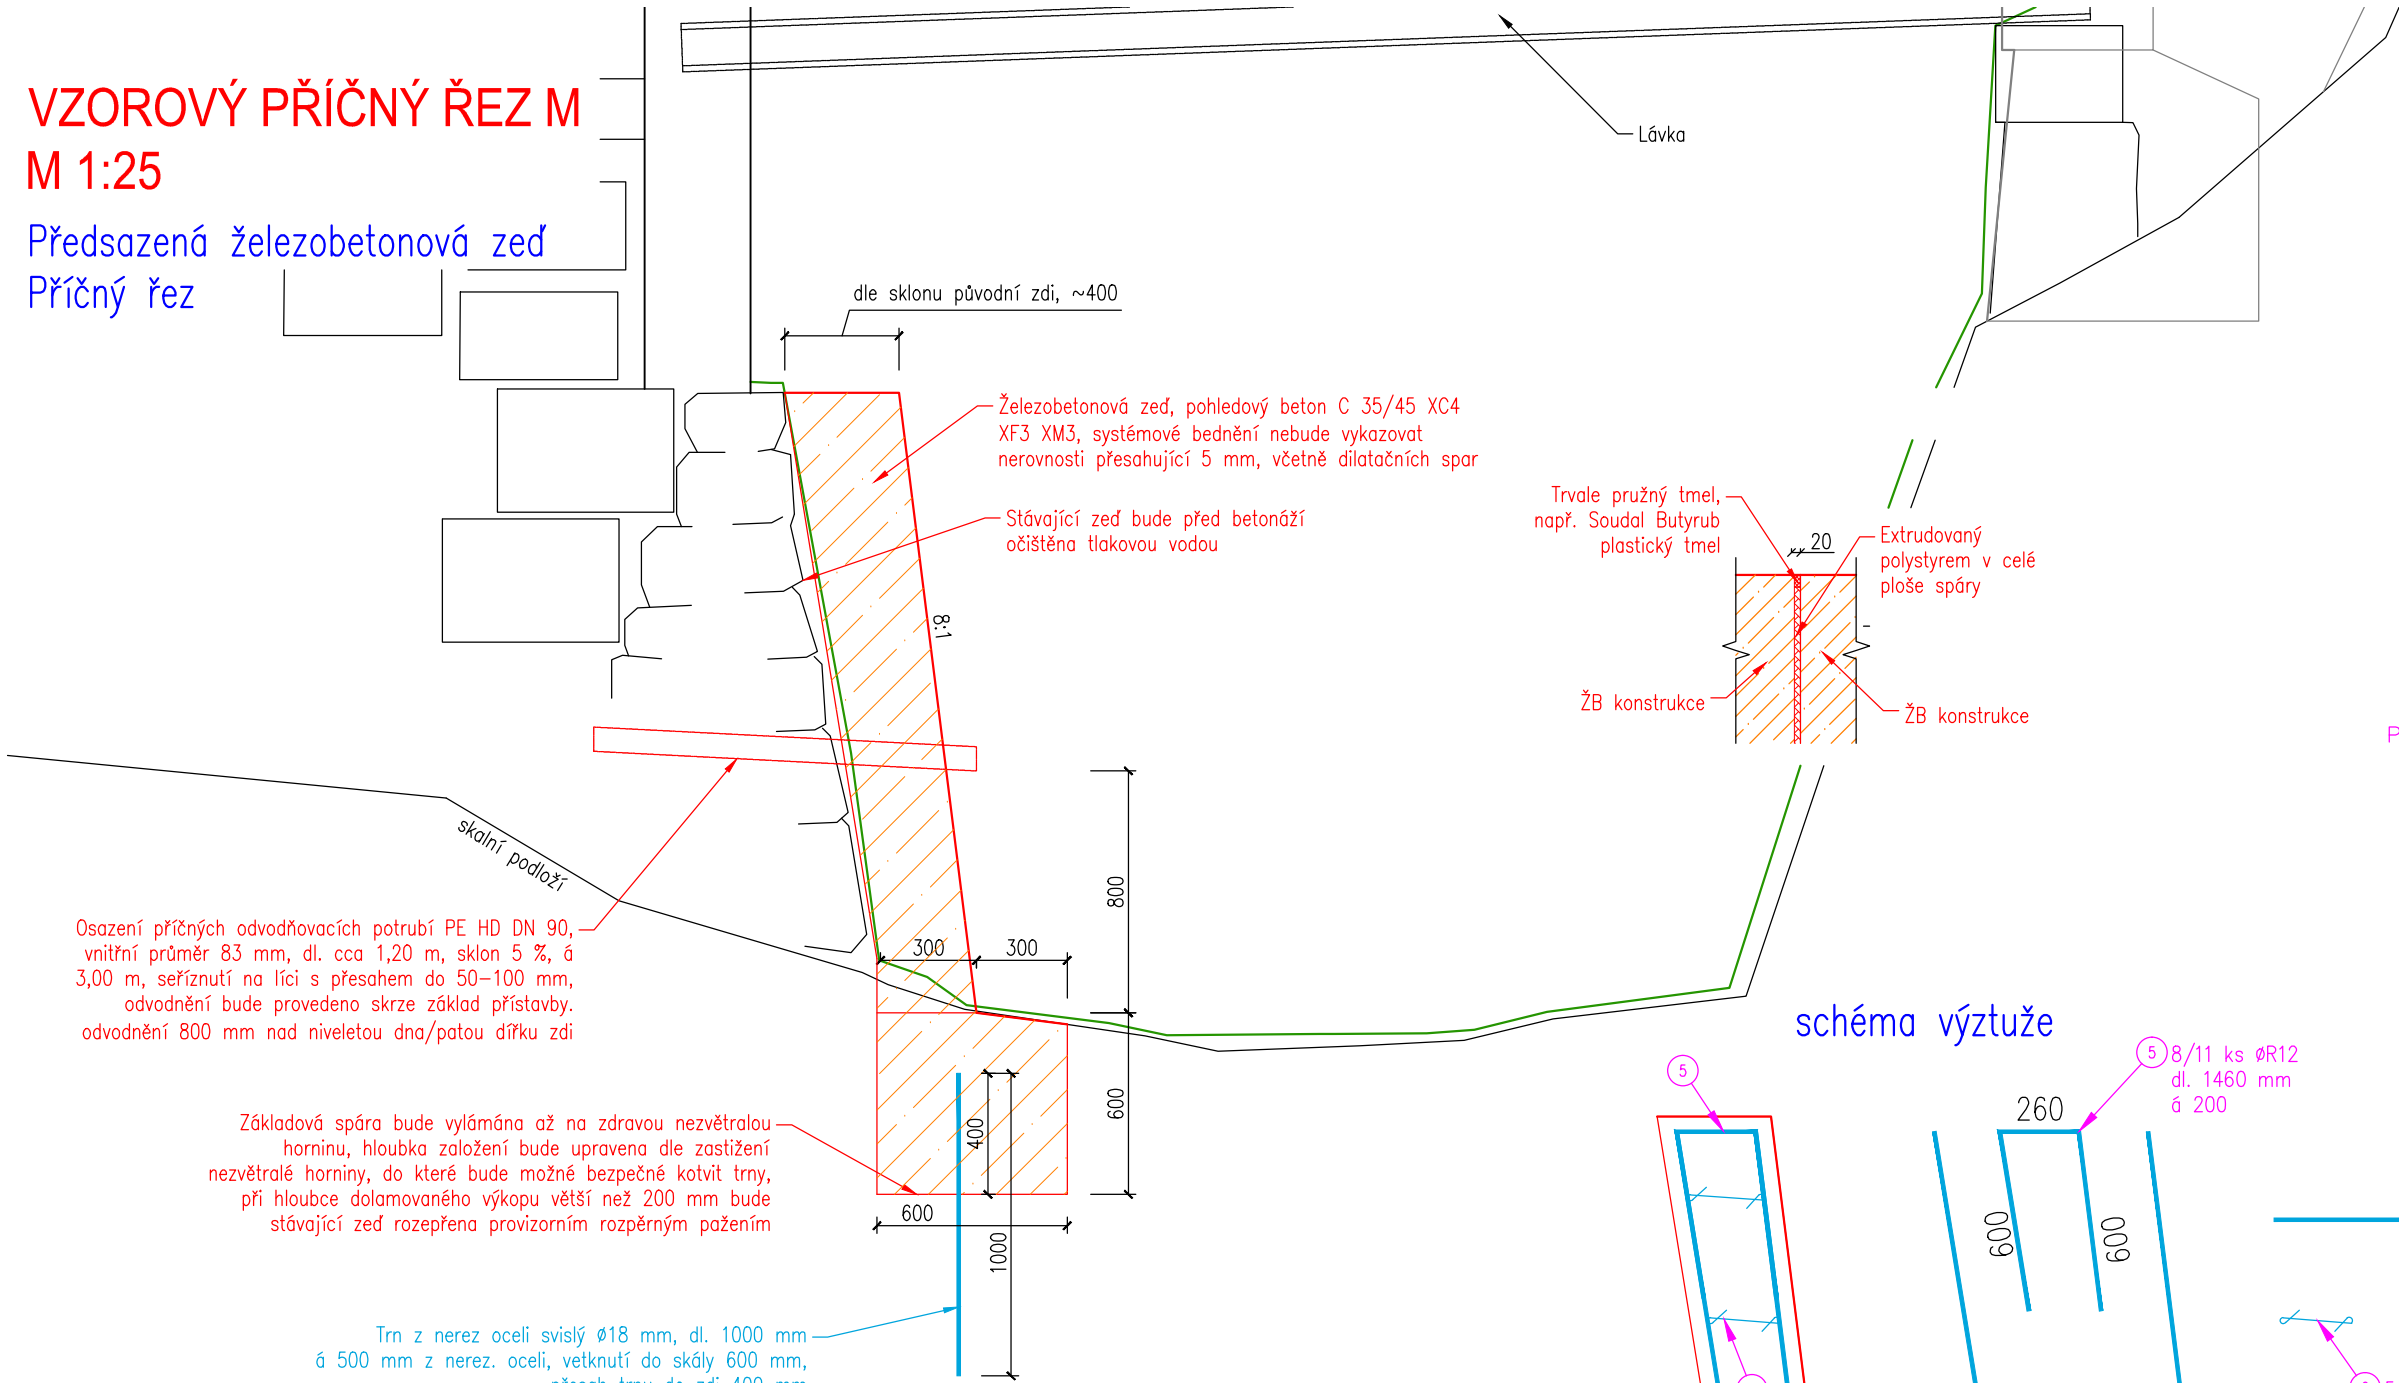 VZOROVÝ PŘÍČNÝ ŘEZ M
M 1:25
Předsazená železobetonová zeď
Příčný řez
Lávka
dle sklonu původní zdi, ~400
Železobetonová zeď, pohledový beton C 35/45 XC4
XF3 XM3, systémové bednění nebude vykazovat
nerovnosti přesahující 5 mm, včetně dilatačních spar
Stávající zeď bude před betonáží
očištěna tlakovou vodou
8:1
Trvale pružný tmel,
např. Soudal Butyrub
plastický tmel
20
Extrudovaný
polystyrem v celé
ploše spáry
ŽB konstrukce
ŽB konstrukce
P
skalní podloží
Osazení příčných odvodňovacích potrubí PE HD DN 90,
vnitřní průměr 83 mm, dl. cca 1,20 m, sklon 5 %, á
3,00 m, seříznutí na líci s přesahem do 50–100 mm,
odvodnění bude provedeno skrze základ přístavby.
odvodnění 800 mm nad niveletou dna/patou dířku zdi
300
300
800
600
400
1000
600
Základová spára bude vylámána až na zdravou nezvětralou
horninu, hloubka založení bude upravena dle zastižení
nezvětralé horniny, do které bude možné bezpečné kotvit trny,
při hloubce dolamovaného výkopu větší než 200 mm bude
stávající zeď rozepřena provizorním rozpěrným pažením
Trn z nerez oceli svislý ø18 mm, dl. 1000 mm
á 500 mm z nerez. oceli, vetknutí do skály 600 mm,
přesah trnu do zdi 400 mm
schéma výztuže
5
5
8/11 ks øR12
dl. 1460 mm
á 200
260
600
600